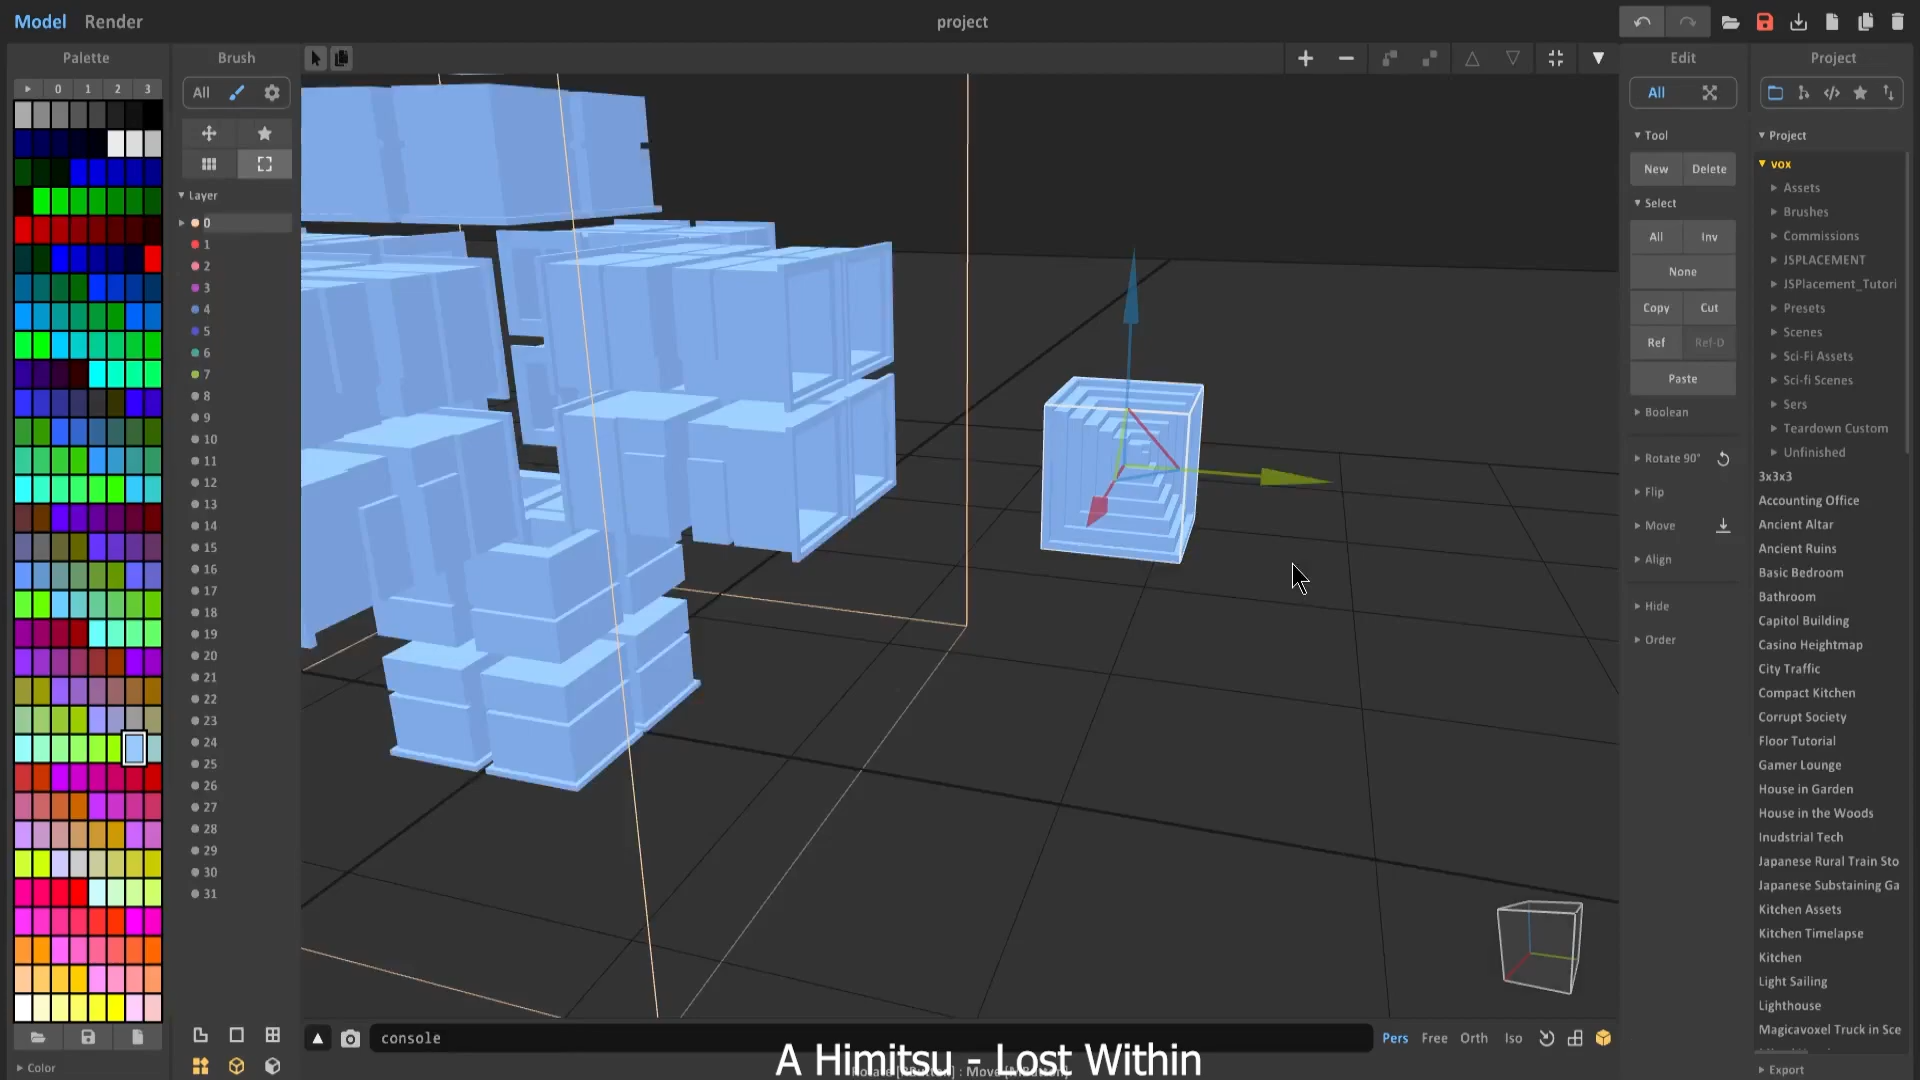 Model Render
project
Palette
0 1 2 3
Color
Brush
All
Layer
0
1
2
3
4
5
6
7
8
9
10
11
12
13
14
15
16
17
18
19
20
21
22
23
24
25
26
27
28
29
30
31
console
Pers Free Orth Iso
A Himitsu - Lost Within
Rotate [RButton] : Move [MButton]
Edit
All
Tool
New Delete
Select
All Inv
None
Copy Cut
Ref Ref-D
Paste
Boolean
Rotate 90°
Flip
Move
Align
Hide
Order
Project
Project
vox
Assets
Brushes
Commissions
JSPLACEMENT
JSPlacement_Tutori
Presets
Scenes
Sci-Fi Assets
Sci-fi Scenes
Sers
Teardown Custom
Unfinished
3x3x3
Accounting Office
Ancient Altar
Ancient Ruins
Basic Bedroom
Bathroom
Capitol Building
Casino Heightmap
City Traffic
Compact Kitchen
Corrupt Society
Floor Tutorial
Gamer Lounge
House in Garden
House in the Woods
Inudstrial Tech
Japanese Rural Train Sto
Japanese Substaining Ga
Kitchen Assets
Kitchen Timelapse
Kitchen
Light Sailing
Lighthouse
Magicavoxel Truck in Sce
Export